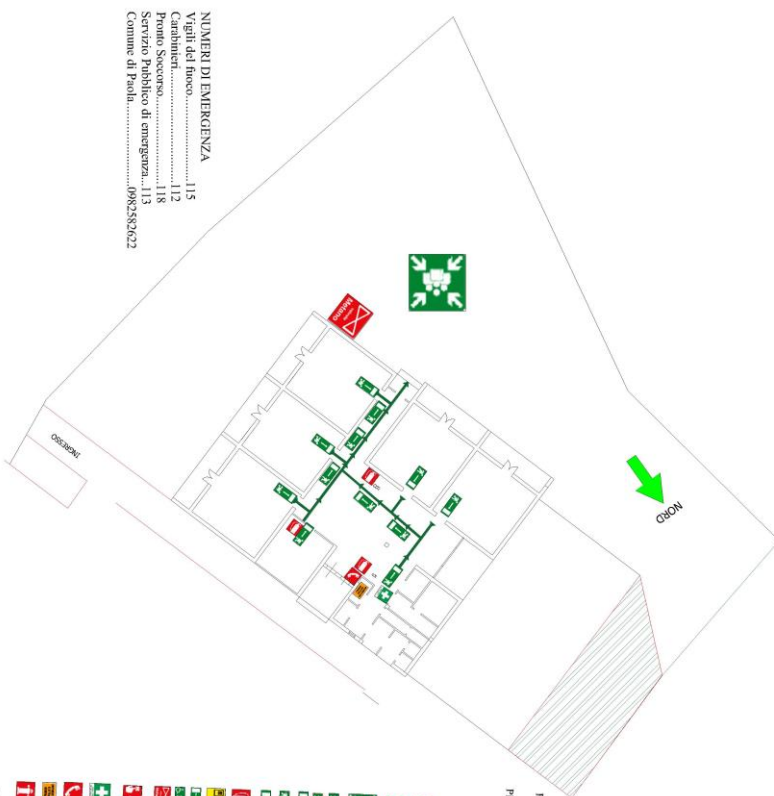 NUMERI DI EMERGENZA
Vigili del fuoco......................115
Carabinieri............................112
Pronto Soccorso...................118
Servizio Pubblico di emergenza...113
Comune di Paola.......................0982582622
Metano
INGRESSO
NORD